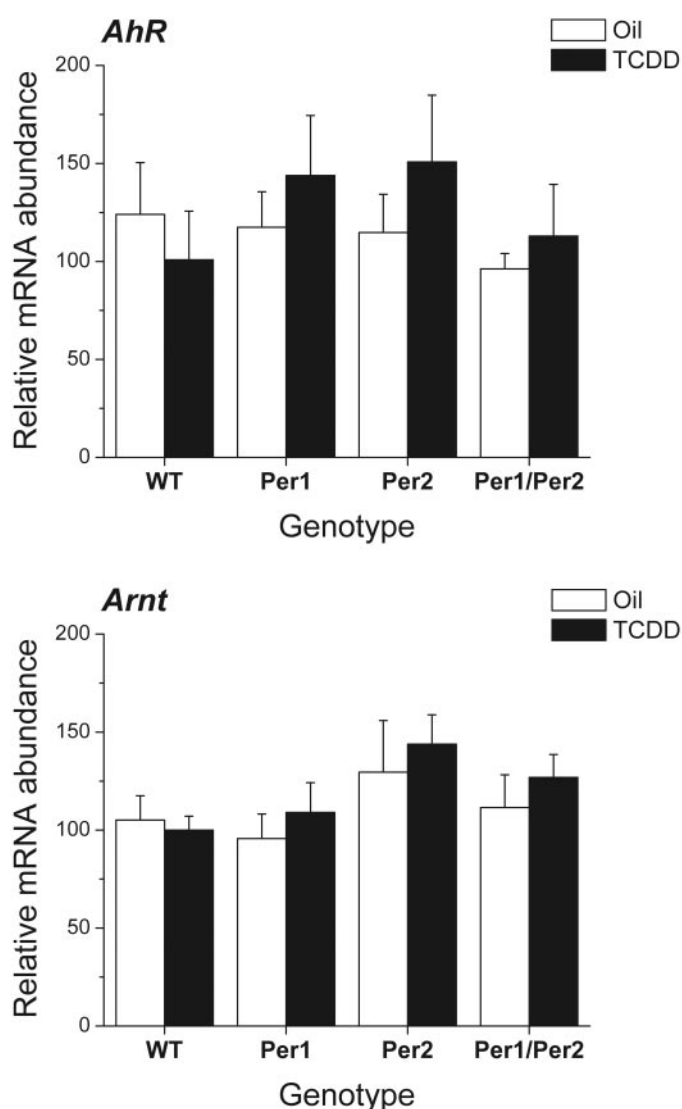 AhR
Oil
TCDD
Relative mRNA abundance
200
150
100
50
0
WT Per1 Per2 Per1/Per2
Genotype
Arnt
Oil
TCDD
Relative mRNA abundance
200
150
100
50
0
WT Per1 Per2 Per1/Per2
Genotype